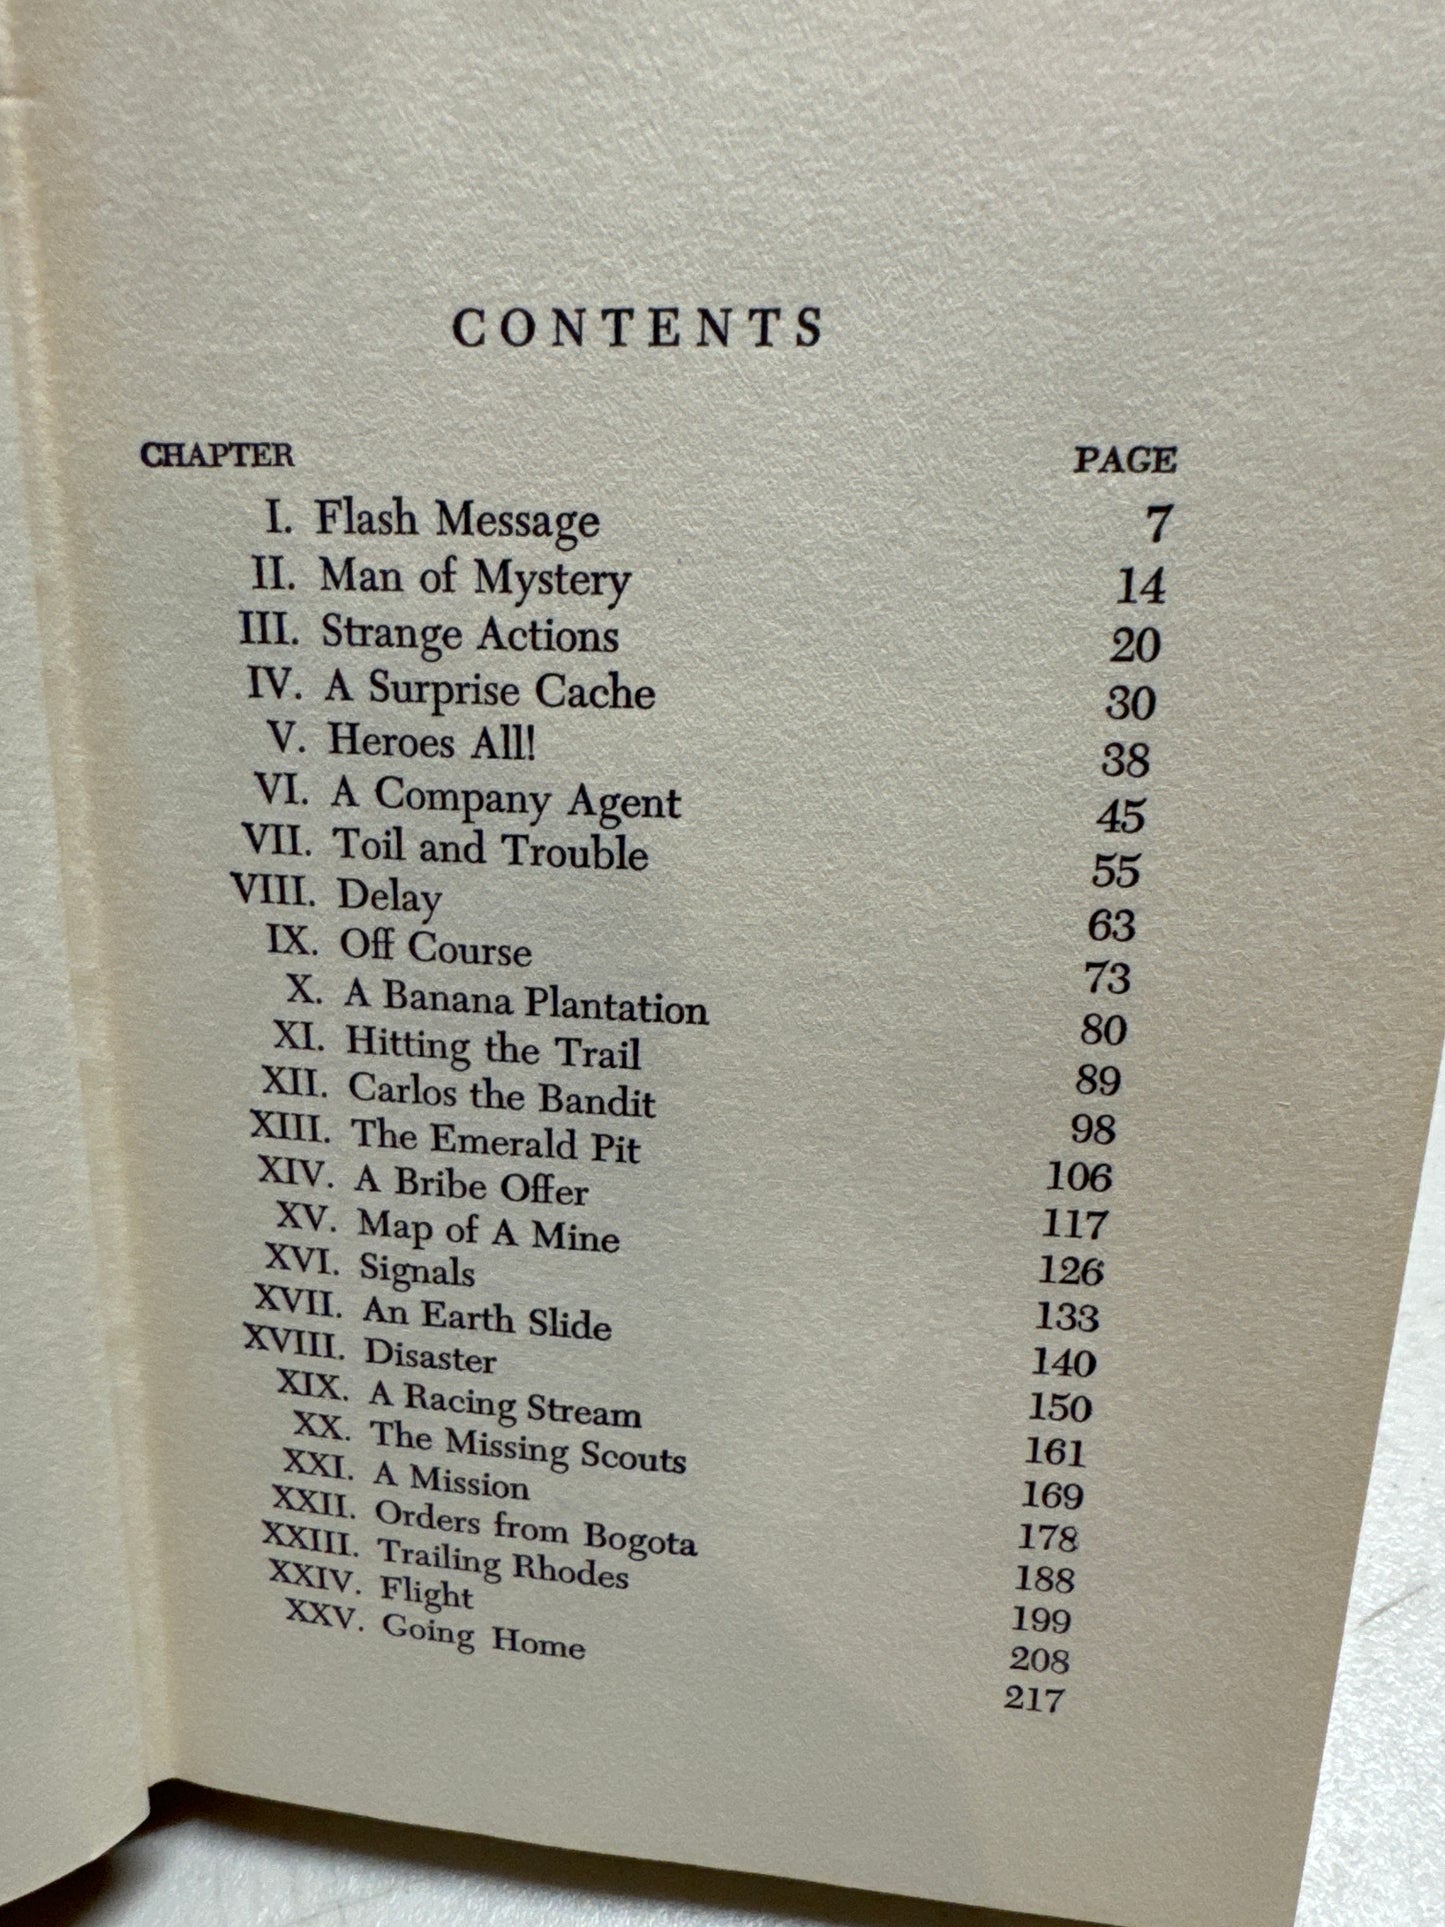 CONTENTS
CHAPTER PAGE
I. Flash Message 7
II. Man of Mystery 14
III. Strange Actions 20
IV. A Surprise Cache 30
V. Heroes All! 38
VI. A Company Agent 45
VII. Toil and Trouble 55
VIII. Delay 63
IX. Off Course 73
X. A Banana Plantation 80
XI. Hitting the Trail 89
XII. Carlos the Bandit 98
XIII. The Emerald Pit 106
XIV. A Bribe Offer 117
XV. Map of A Mine 126
XVI. Signals 133
XVII. An Earth Slide 140
XVIII. Disaster 150
XIX. A Racing Stream 161
XX. The Missing Scouts 169
XXI. A Mission 178
XXII. Orders from Bogota 188
XXIII. Trailing Rhodes 199
XXIV. Flight 208
XXV. Going Home 217